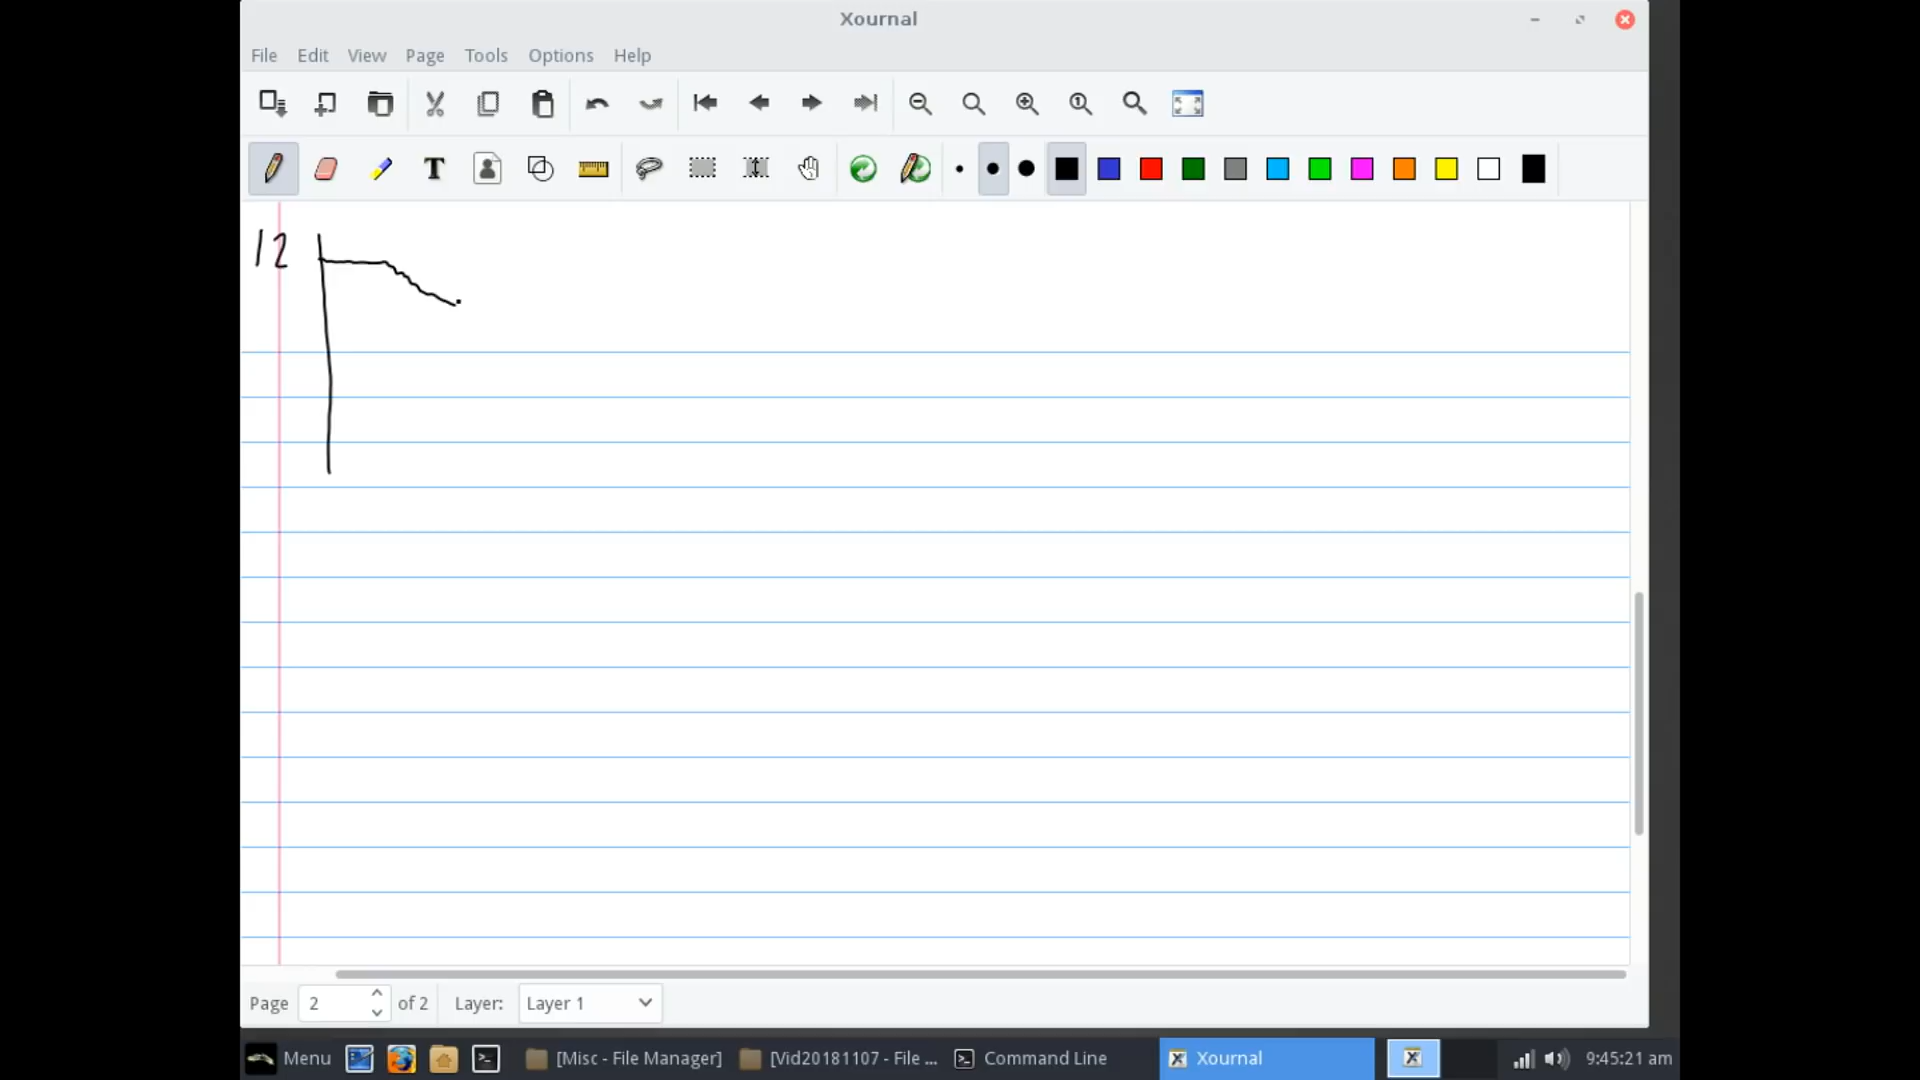 Xournal
File Edit View Page Tools Options Help
T
12
Page 2 of 2 Layer: Layer 1
Menu [Misc - File Manager] [Vid20181107 - File ... Command Line Xournal 9:45:21 am